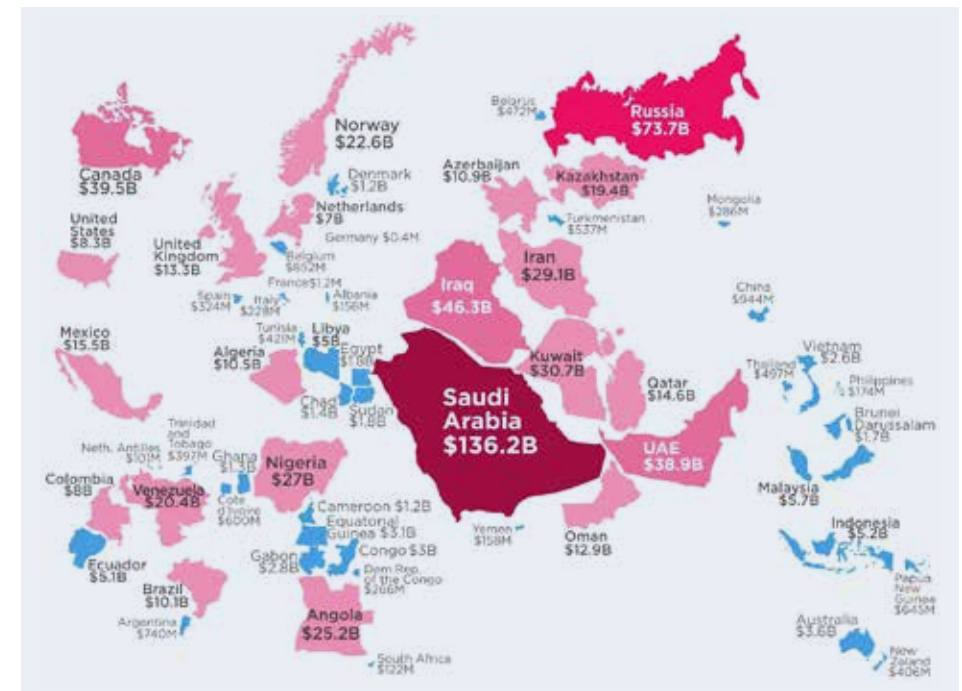 Norway
$22.6B
Belarus
$472M
Russia
$73.7B
Canada
$39.5B
Denmark
$1.2B
Azerbaijan
$10.9B
Kazakhstan
$19.4B
Netherlands
$7B
Mongolia
$286M
United
States
$8.3B
Turkmenistan
$537M
Germany $0.4M
United
Kingdom
$13.3B
Belgium
$852M
Iran
$29.1B
France$1.2M
Iraq
$46.3B
Spain
$324M
Italy
$228M
Albania
$156M
China
$944M
Mexico
$15.5B
Tunisia
$421M
Libya
$5B
Algeria
$10.5B
Egypt
$1.8B
Kuwait
$30.7B
Vietnam
$2.6B
Thailand
$497M
Qatar
$14.6B
Philippines
$174M
Chad
$1.4B
Sudan
$1.8B
Saudi
Arabia
$136.2B
Brunei
Darussalam
$1.7B
Trinidad
and
Tobago
$397M
Neth. Antilles
$101M
Ghana
$1.3B
Nigeria
$27B
UAE
$38.9B
Colombia
$8B
Venezuela
$20.4B
Cote
d'Ivoire
$600M
Malaysia
$5.7B
Cameroon $1.2B
Equatorial
Guinea $3.1B
Yemen
$158M
Oman
$12.9B
Indonesia
$5.2B
Gabon
$2.8B
Congo $3B
Ecuador
$5.1B
Dem Rep.
of the Congo
$266M
Brazil
$10.1B
Papua
New
Guinea
$645M
Angola
$25.2B
Argentina
$740M
Australia
$3.6B
South Africa
$122M
New
Zaland
$406M